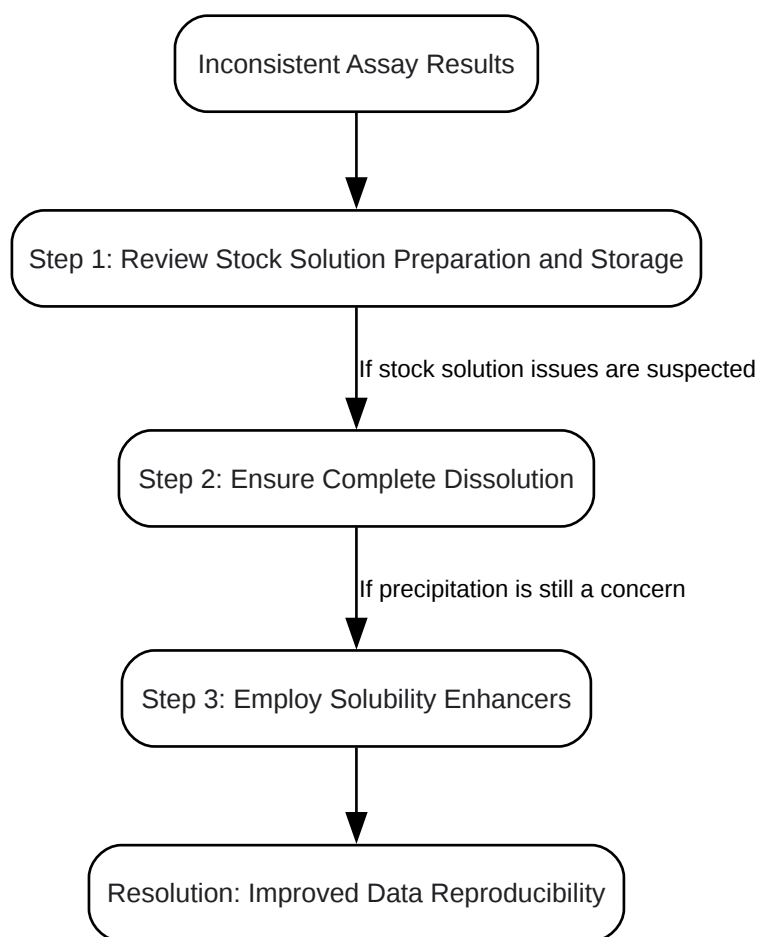 Inconsistent Assay Results
Step 1: Review Stock Solution Preparation and Storage
If stock solution issues are suspected
Step 2: Ensure Complete Dissolution
If precipitation is still a concern
Step 3: Employ Solubility Enhancers
Resolution: Improved Data Reproducibility